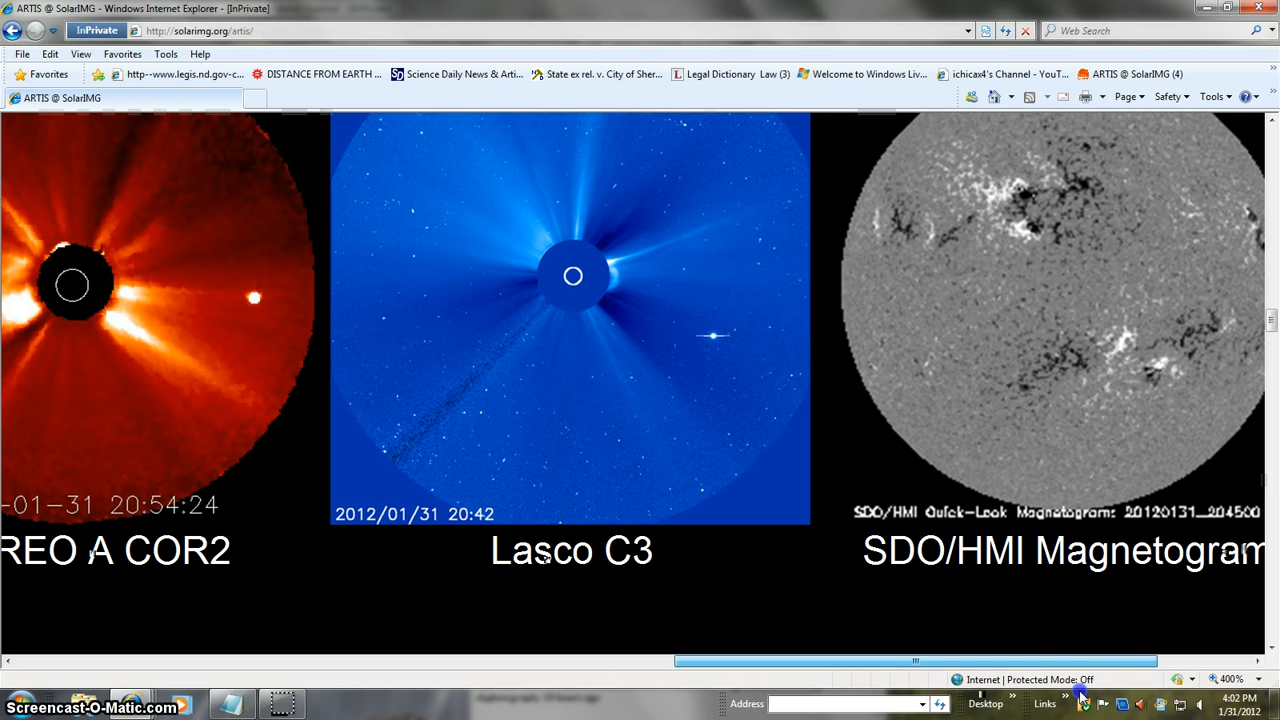 ARTIS @ SolarIMG - Windows Internet Explorer - [InPrivate]
InPrivate
http://solarimg.org/artis/
Web Search
File Edit View Favorites Tools Help
Favorites
http--www.legis.nd.gov-c...
DISTANCE FROM EARTH ...
Science Daily News & Arti...
State ex rel. v. City of Sher...
Legal Dictionary Law (3)
Welcome to Windows Liv...
ichicax4's Channel - YouT...
ARTIS @ SolarIMG (4)
ARTIS @ SolarIMG
Page Safety Tools
-01-31 20:54:24
2012/01/31 20:42
SDO/HMI Quick-Look Magnetogram: 20120131_204500
REO A COR2
Lasco C3
SDO/HMI Magnetogram
Internet | Protected Mode: Off
400%
Screencast-O-Matic.com
Address
Desktop
Links
4:02 PM
1/31/2012